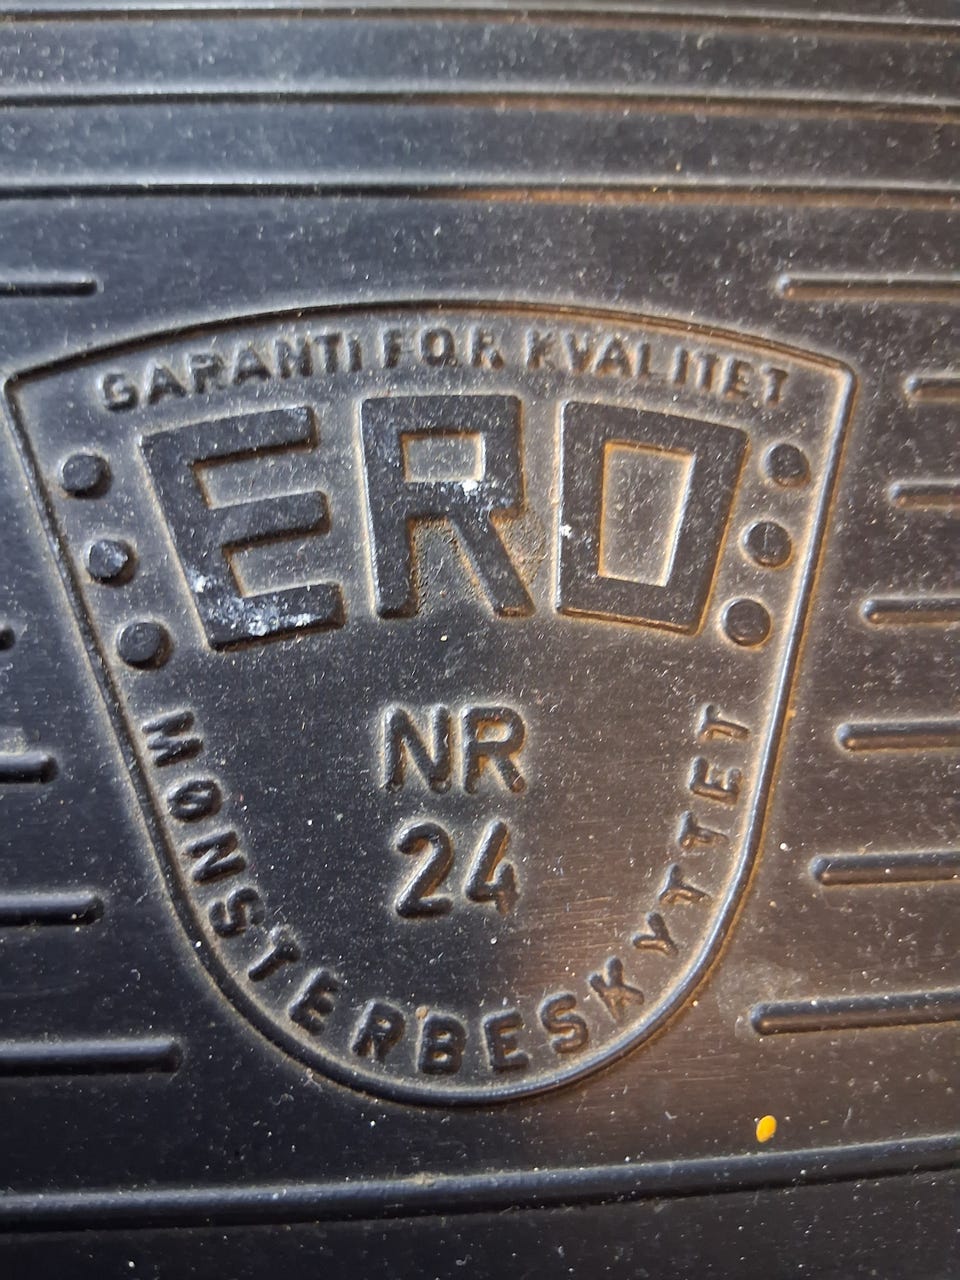 GARANTI FOR KVALITET
ERO
NR
24
MØNSTERBESKYTTET